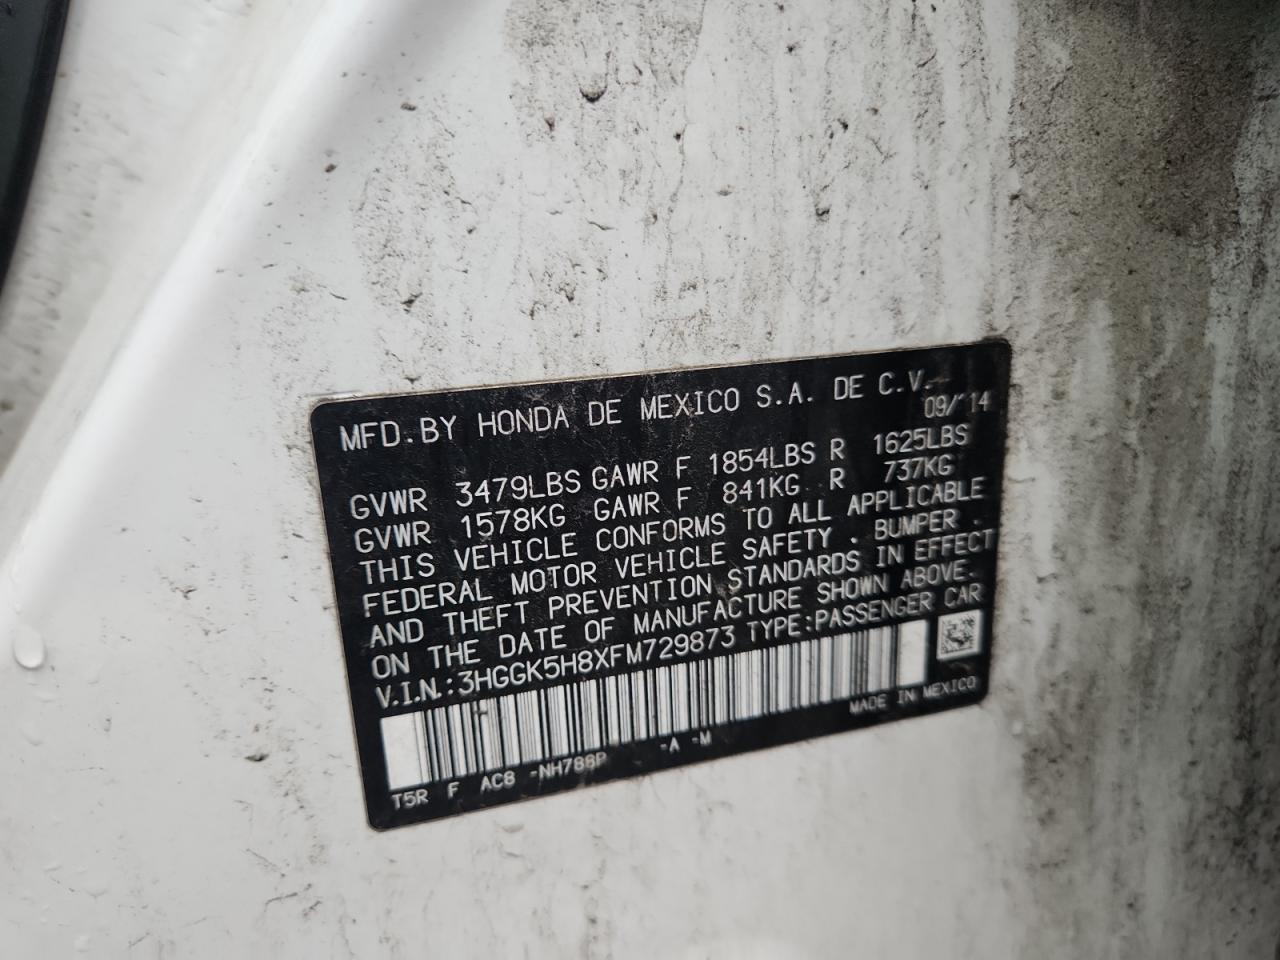 MFD. BY HONDA DE MEXICO S.A. DE C.V.
09/'14
GVWR 3479LBS GAWR F 1854LBS R 1625LBS
GVWR 1578KG GAWR F 841KG R 737KG
THIS VEHICLE CONFORMS TO ALL APPLICABLE
FEDERAL MOTOR VEHICLE SAFETY . BUMPER .
AND THEFT PREVENTION STANDARDS IN EFFECT
ON THE DATE OF MANUFACTURE SHOWN ABOVE.
V.I.N.:3HGGK5H8XFM729873 TYPE:PASSENGER CAR
MADE IN MEXICO
T5R F AC8 -NH788P -A -M